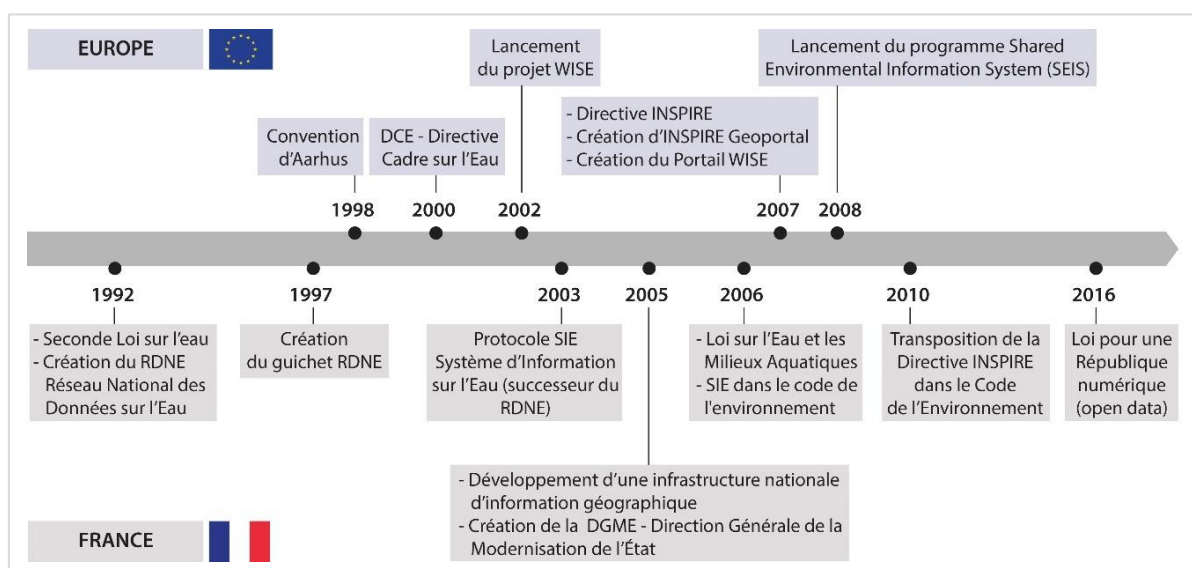 EUROPE
Lancement
du projet WISE
Lancement du programme Shared
Environmental Information System (SEIS)
Convention
d'Aarhus
DCE - Directive
Cadre sur l'Eau
- Directive INSPIRE
- Création d'INSPIRE Geoportal
- Création du Portail WISE
1998
2000
2002
2007
2008
1992
1997
2003
2005
2006
2010
2016
- Seconde Loi sur l'eau
- Création du RDNE
Réseau National des
Données sur l'Eau
Création
du guichet RDNE
Protocole SIE
Système d'Information
sur l'Eau (successeur du
RDNE)
- Loi sur l'Eau et les
Milieux Aquatiques
- SIE dans le code de
l'environnement
Transposition de la
Directive INSPIRE
dans le Code
de l'Environnement
Loi pour une
République
numérique
(open data)
- Développement d'une infrastructure nationale
d'information géographique
- Création de la DGME - Direction Générale de la
Modernisation de l'État
FRANCE